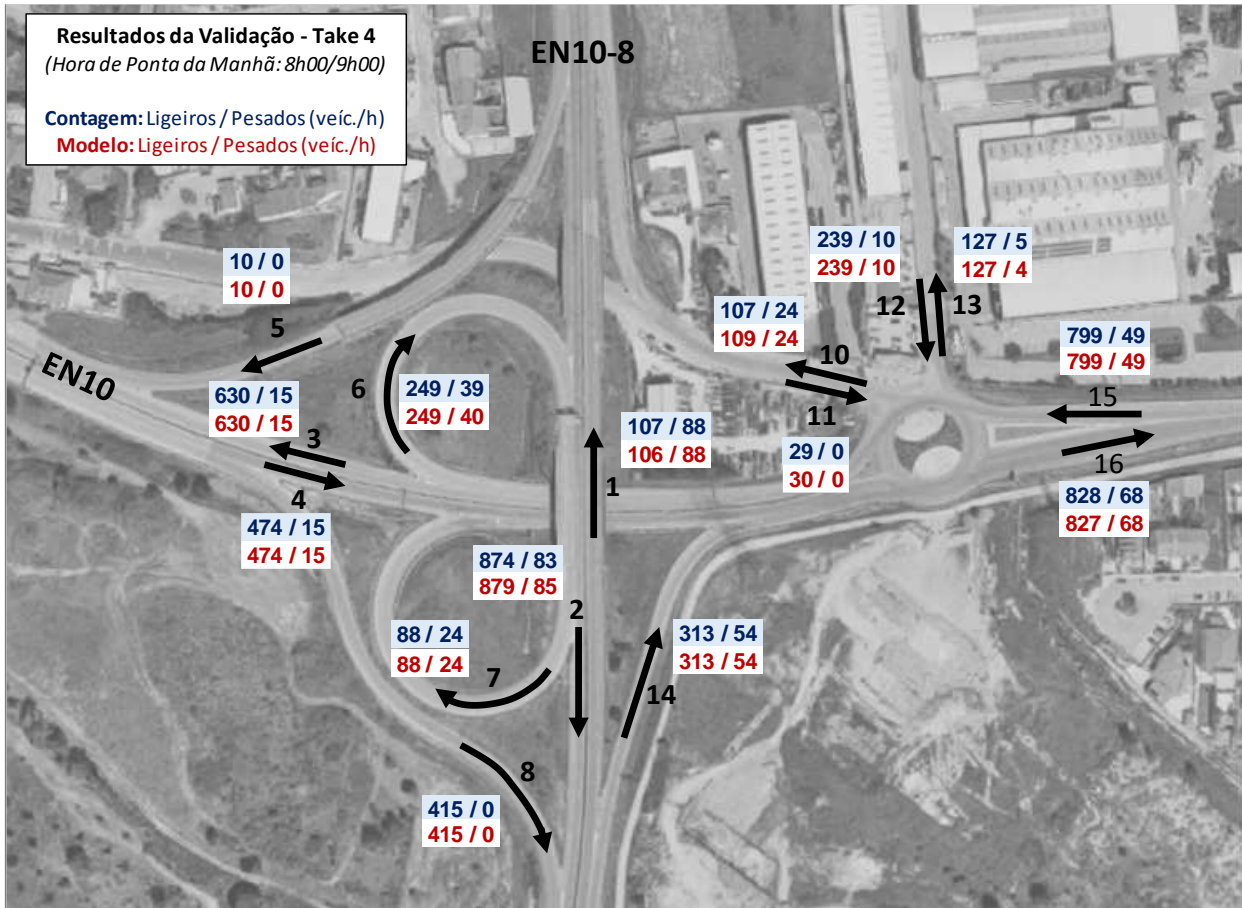 Resultados da Validação - Take 4
(Hora de Ponta da Manhã: 8h00/9h00)
Contagem: Ligeiros / Pesados (veíc./h)
Modelo: Ligeiros / Pesados (veíc./h)
EN10-8
239 / 10
239 / 10
12
127 / 5
127 / 4
13
10 / 0
10 / 0
5
107 / 24
109 / 24
10
11
799 / 49
799 / 49
15
EN10
630 / 15
630 / 15
3
6
249 / 39
249 / 40
107 / 88
106 / 88
1
29 / 0
30 / 0
16
828 / 68
827 / 68
4
474 / 15
474 / 15
874 / 83
879 / 85
2
88 / 24
88 / 24
7
313 / 54
313 / 54
14
8
415 / 0
415 / 0